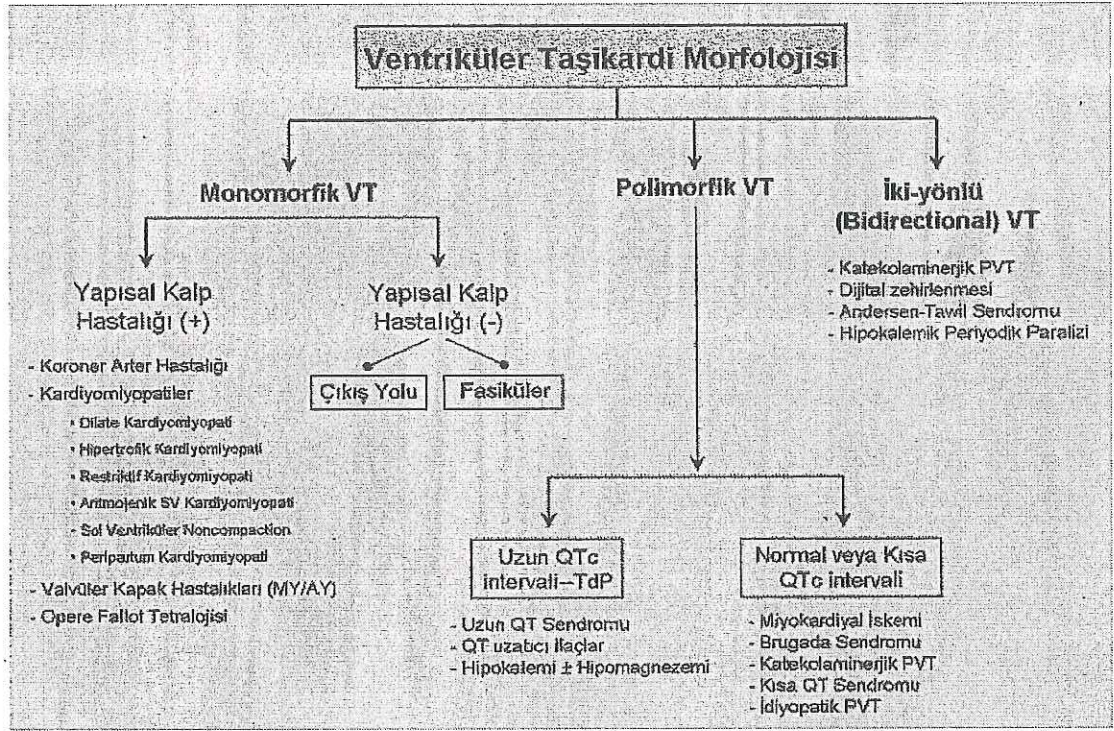 Ventriküler Taşikardi Morfolojisi
Monomorfik VT
Yapısal Kalp
Hastalığı (+)
- Koroner Arter Hastalığı
- Kardiyomiyopatiler
• Dilate Kardiyomiyopati
• Hipertrofik Kardiyomiyopati
• Restriktif Kardiyomiyopati
• Aritmojenik SV Kardiyomiyopati
• Sol Ventriküler Noncompaction
• Peripartum Kardiyomiyopati
- Valvüler Kapak Hastalıkları (MY/AY)
- Opere Fallot Tetralojisi
Yapısal Kalp
Hastalığı (-)
Çıkış Yolu
Fasiküler
Polimorfik VT
Uzun QTc
intervali–TdP
- Uzun QT Sendromu
- QT uzatıcı ilaçlar
- Hipokalemi ± Hipomagnezemi
Normal veya Kısa
QTc intervali
- Miyokardiyal İskemi
- Brugada Sendromu
- Katekolaminerjik PVT
- Kısa QT Sendromu
- İdiyopatik PVT
İki-yönlü
(Bidirectional) VT
- Katekolaminerjik PVT
- Dijital zehirlenmesi
- Andersen-Tawil Sendromu
- Hipokalemik Periyodik Paralizi